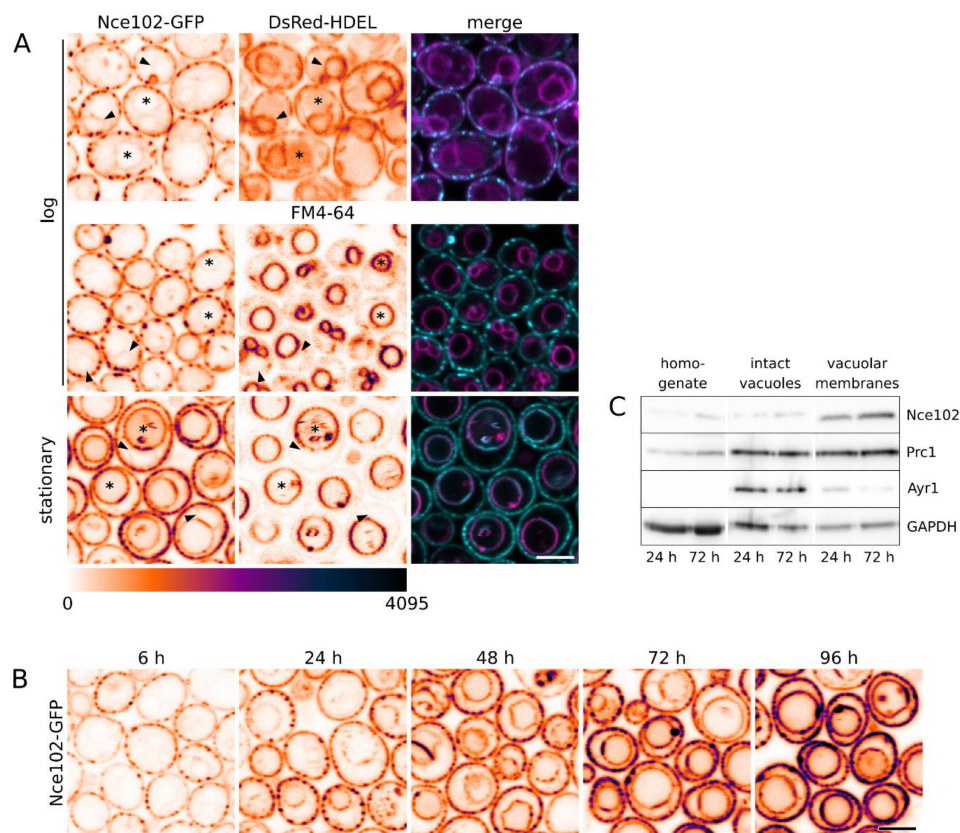 Nce102-GFP DsRed-HDEL merge
A
log
FM4-64
stationary
0 4095
homo-
genate
intact
vacuoles
vacuolar
membranes
C
Nce102
Prc1
Ayr1
GAPDH
24 h 72 h 24 h 72 h 24 h 72 h
6 h 24 h 48 h 72 h 96 h
B
Nce102-GFP